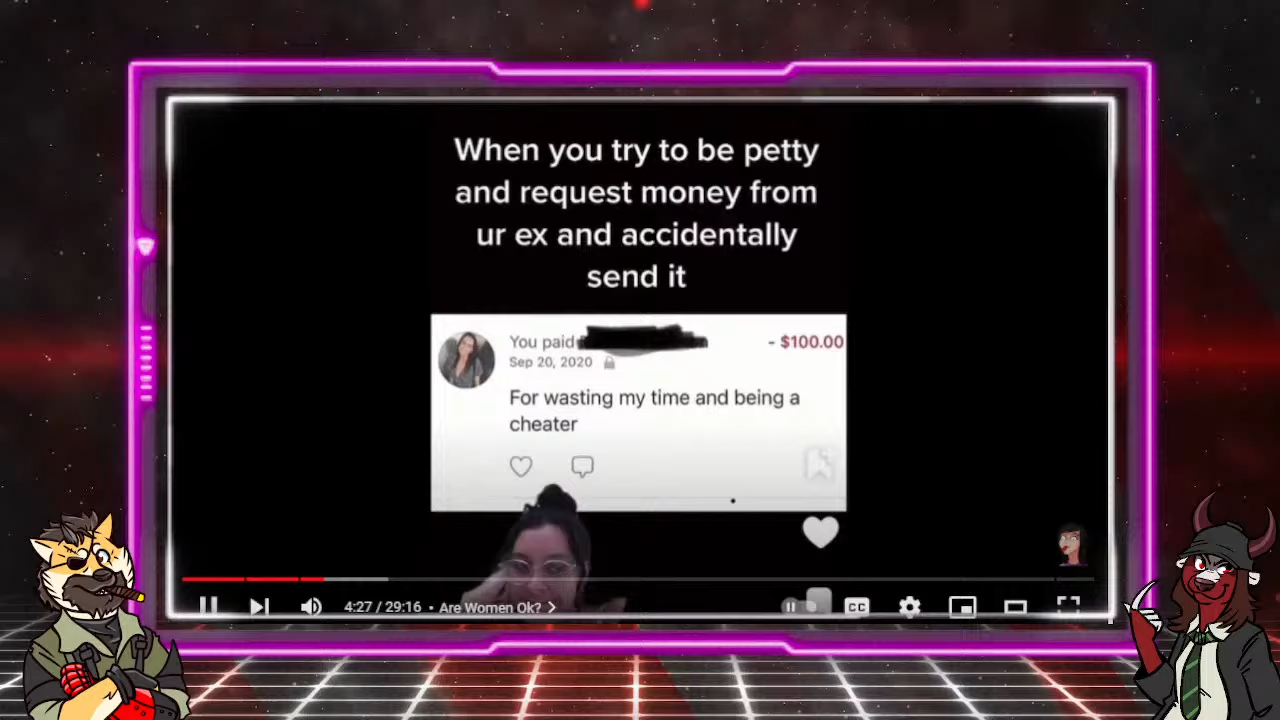 When you try to be petty
and request money from
ur ex and accidentally
send it
You paid - $100.00
Sep 20, 2020
For wasting my time and being a
cheater
4:27 / 29:16 • Are Women Ok? >
CC